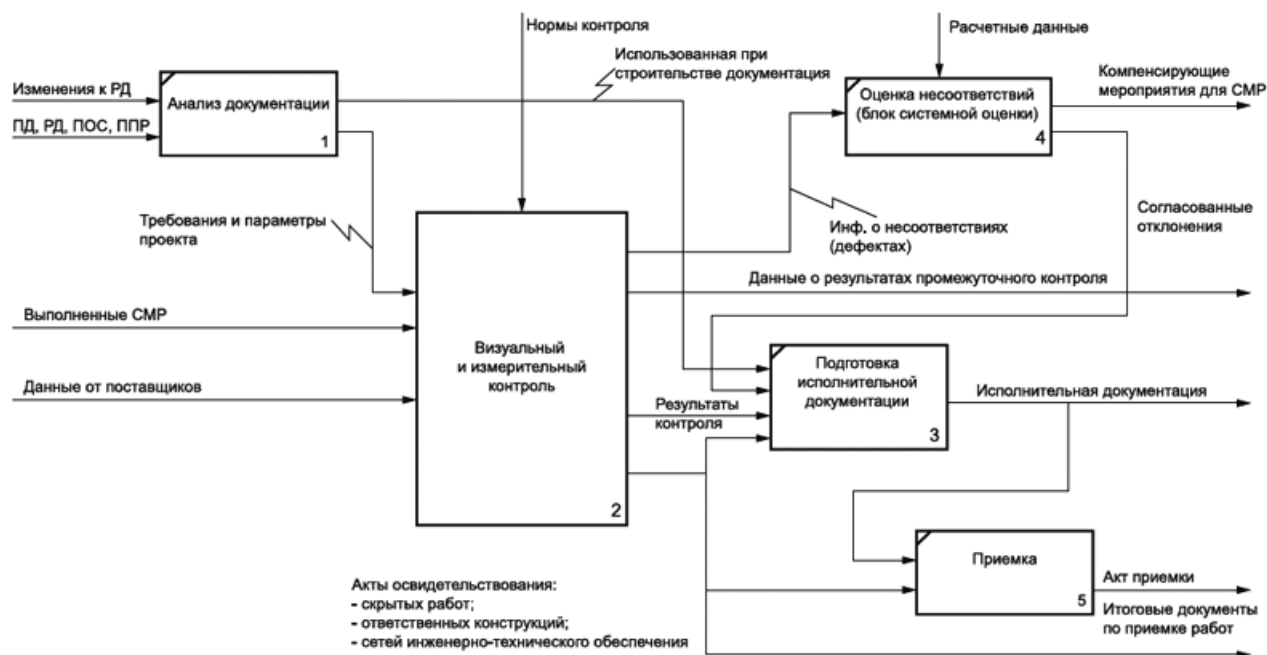 Нормы контроля
Расчетные данные
Использованная при
строительстве документация
Изменения к РД
ПД, РД, ПОС, ППР
Анализ документации
1
Оценка несоответствий
(блок системной оценки)
4
Компенсирующие
мероприятия для СМР
Требования и параметры
проекта
Инф. о несоответствиях
(дефектах)
Согласованные
отклонения
Данные о результатах промежуточного контроля
Выполненные СМР
Данные от поставщиков
Визуальный
и измерительный
контроль
2
Результаты
контроля
Подготовка
исполнительной
документации
3
Исполнительная документация
Приемка
5
Акт приемки
Итоговые документы
по приемке работ
Акты освидетельствования:
- скрытых работ;
- ответственных конструкций;
- сетей инженерно-технического обеспечения